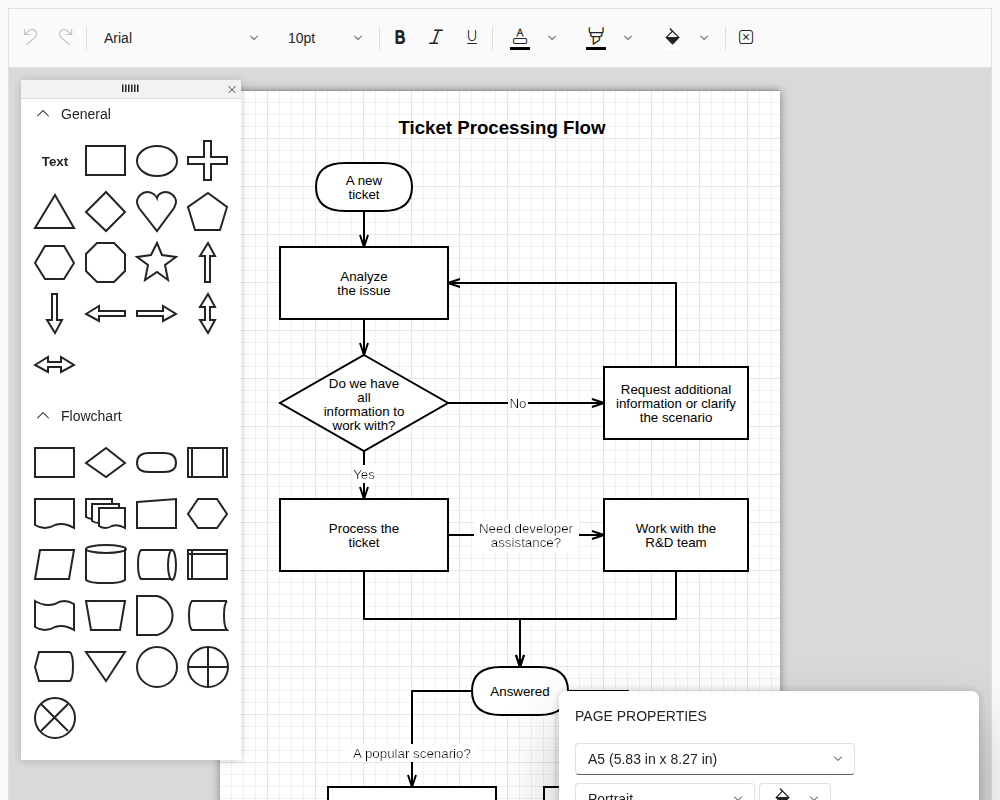 Arial
10pt
B
I
U
A
General
Text
Flowchart
Ticket Processing Flow
A new
ticket
Analyze
the issue
Do we have
all
information to
work with?
No
Request additional
information or clarify
the scenario
Yes
Process the
ticket
Need developer
assistance?
Work with the
R&D team
Answered
A popular scenario?
PAGE PROPERTIES
A5 (5.83 in x 8.27 in)
Portrait